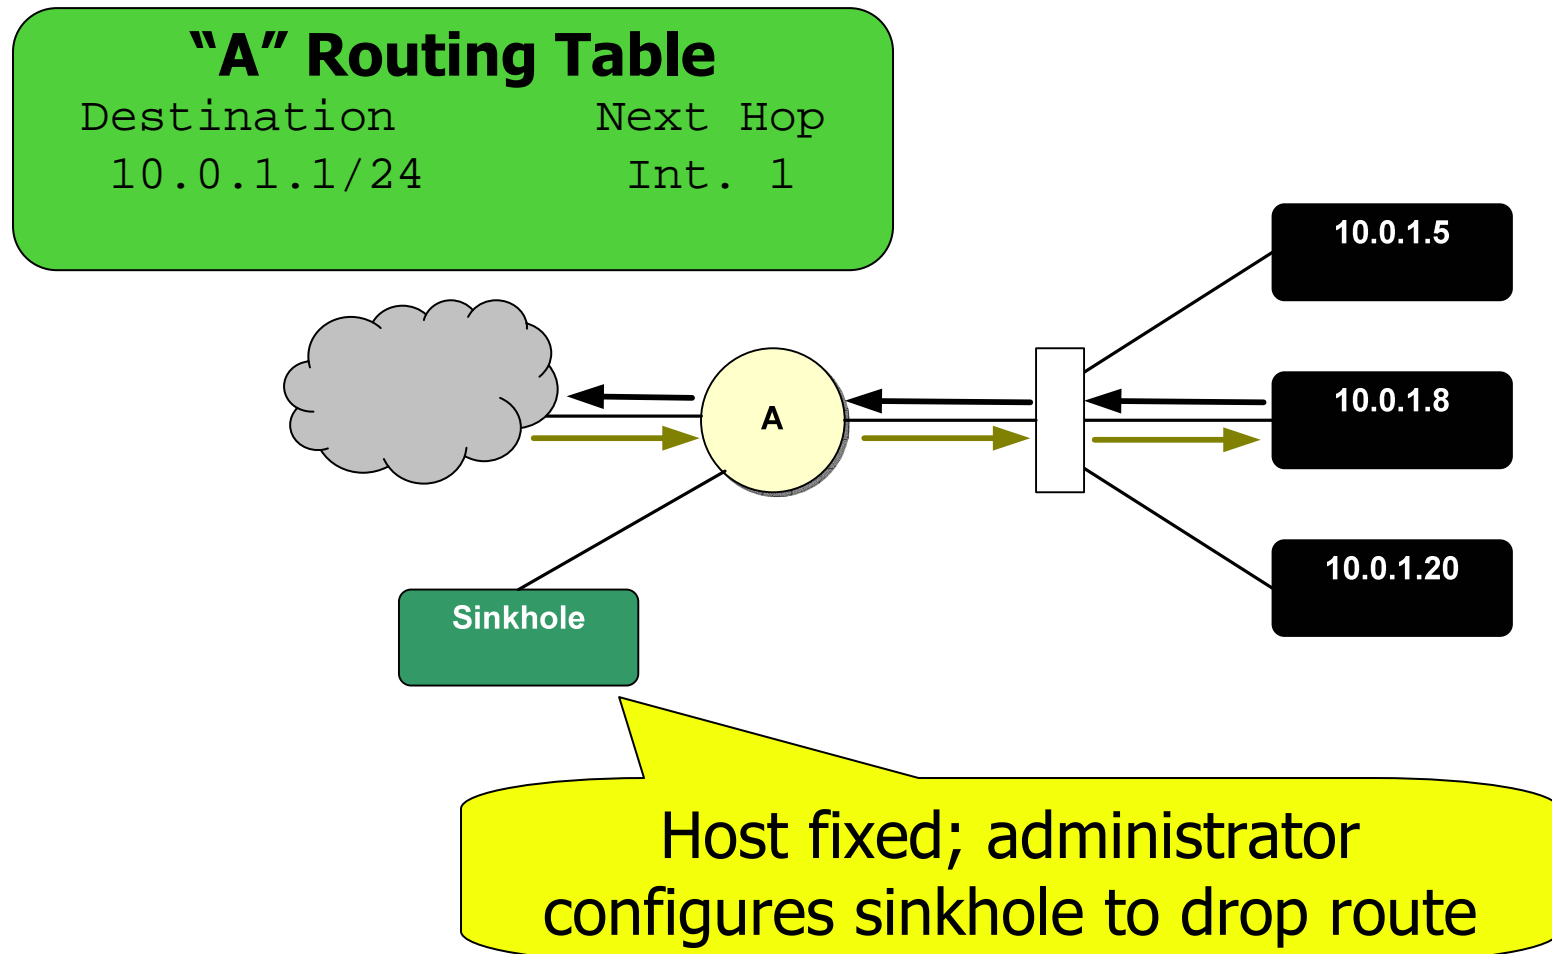 “A” Routing Table
Destination Next Hop
10.0.1.1/24 Int. 1
10.0.1.5
A
10.0.1.8
10.0.1.20
Sinkhole
Host fixed; administrator
configures sinkhole to drop route